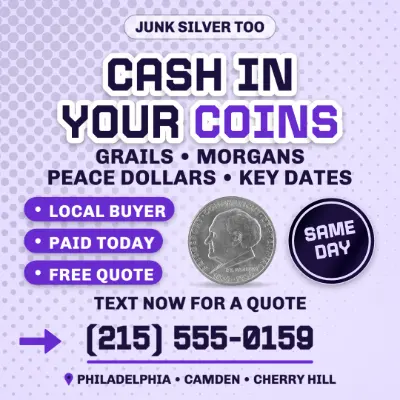 JUNK SILVER TOO
CASH IN
YOUR COINS
GRAILS • MORGANS
PEACE DOLLARS • KEY DATES
• LOCAL BUYER
• PAID TODAY
• FREE QUOTE
SAME
DAY
TEXT NOW FOR A QUOTE
(215) 555-0159
PHILADELPHIA • CAMDEN • CHERRY HILL